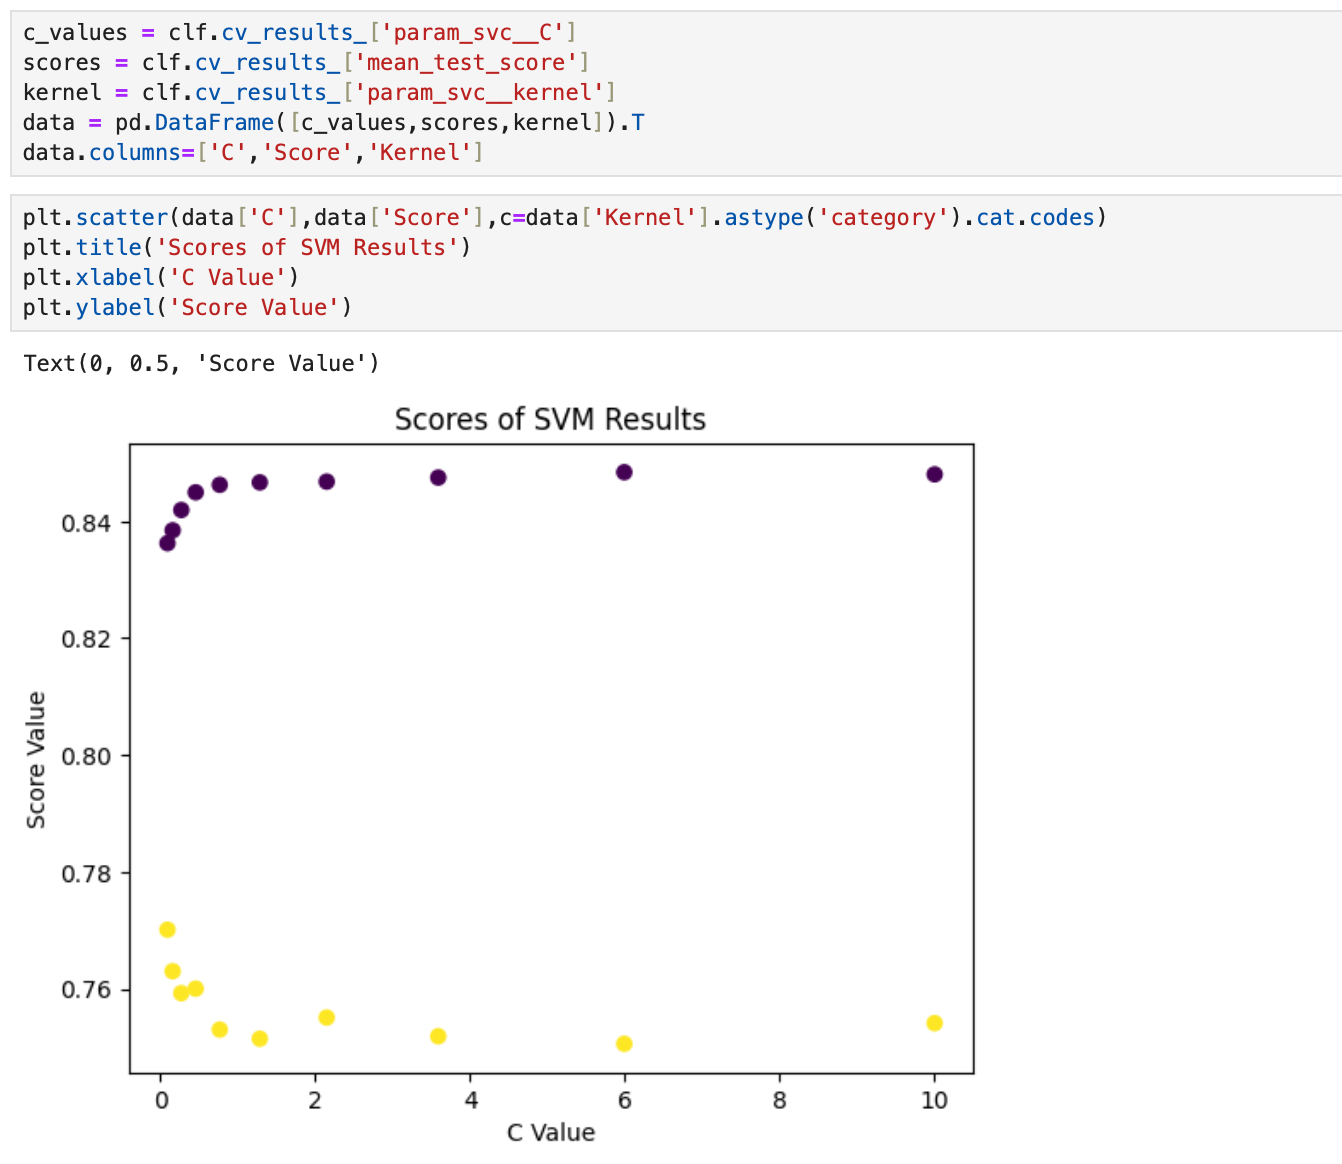 c_values = clf.cv_results_['param_svc__C']
scores = clf.cv_results_['mean_test_score']
kernel = clf.cv_results_['param_svc__kernel']
data = pd.DataFrame([c_values,scores,kernel]).T
data.columns=['C','Score','Kernel']
plt.scatter(data['C'],data['Score'],c=data['Kernel'].astype('category').cat.codes)
plt.title('Scores of SVM Results')
plt.xlabel('C Value')
plt.ylabel('Score Value')
Text(0, 0.5, 'Score Value')
Scores of SVM Results
0.84
0.82
0.80
0.78
0.76
Score Value
0 2 4 6 8 10
C Value